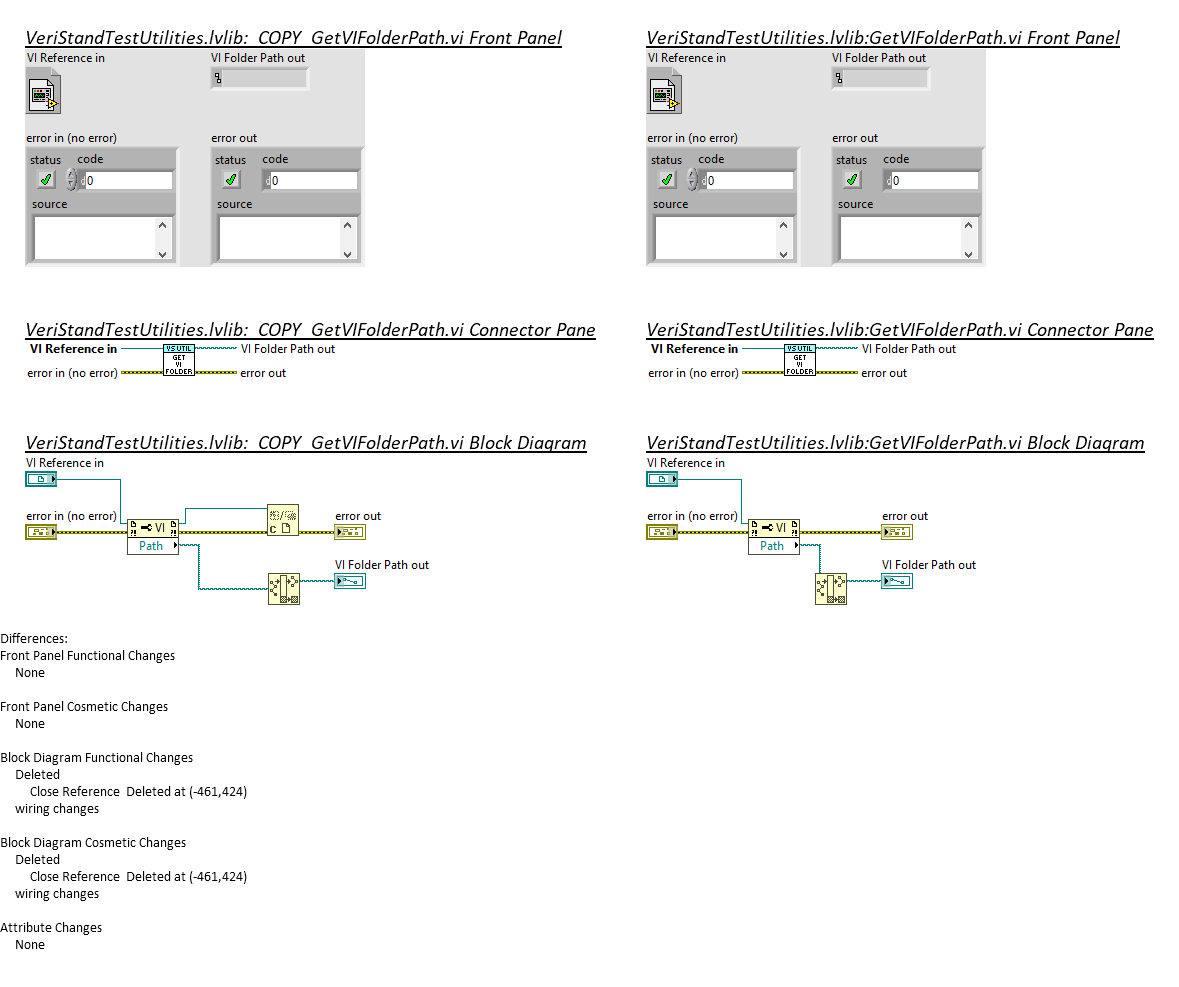 VeriStandTestUtilities.lvlib:_COPY_GetVIFolderPath.vi Front Panel
VI Reference in
VI Folder Path out
error in (no error)
error out
status
code
0
source
status
code
0
source
VeriStandTestUtilities.lvlib:GetVIFolderPath.vi Front Panel
VI Reference in
VI Folder Path out
error in (no error)
error out
status
code
0
source
status
code
0
source
VeriStandTestUtilities.lvlib:_COPY_GetVIFolderPath.vi Connector Pane
VI Reference in
VS UTIL
GET
VI
FOLDER
VI Folder Path out
error in (no error)
error out
VeriStandTestUtilities.lvlib:GetVIFolderPath.vi Connector Pane
VI Reference in
VS UTIL
GET
VI
FOLDER
VI Folder Path out
error in (no error)
error out
VeriStandTestUtilities.lvlib:_COPY_GetVIFolderPath.vi Block Diagram
VI Reference in
error in (no error)
VI
Path
C
error out
VI Folder Path out
VeriStandTestUtilities.lvlib:GetVIFolderPath.vi Block Diagram
VI Reference in
error in (no error)
VI
Path
error out
VI Folder Path out
Differences:
Front Panel Functional Changes
None
Front Panel Cosmetic Changes
None
Block Diagram Functional Changes
Deleted
Close Reference  Deleted at (-461,424)
wiring changes
Block Diagram Cosmetic Changes
Deleted
Close Reference  Deleted at (-461,424)
wiring changes
Attribute Changes
None